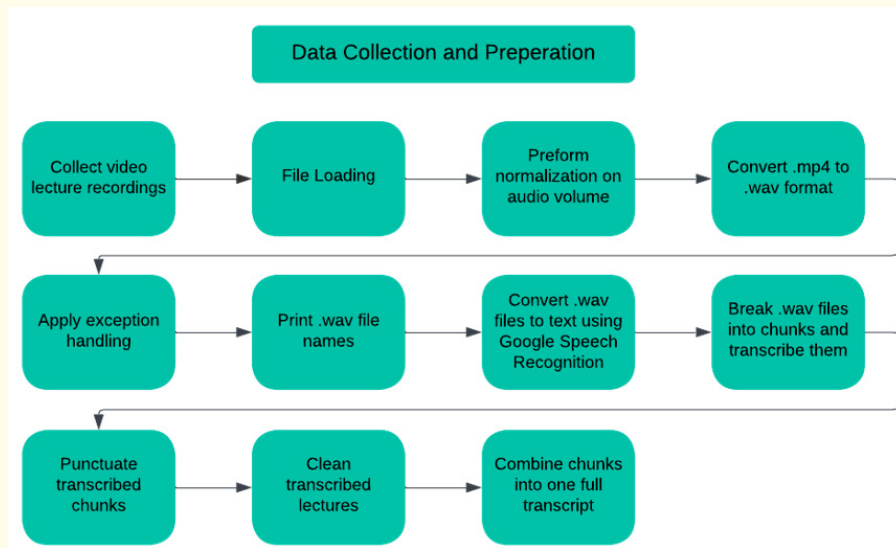 Data Collection and Preperation
Collect video
lecture recordings
File Loading
Preform
normalization on
audio volume
Convert .mp4 to
.wav format
Apply exception
handling
Print .wav file
names
Convert .wav
files to text using
Google Speech
Recognition
Break .wav files
into chunks and
transcribe them
Punctuate
transcribed
chunks
Clean
transcribed
lectures
Combine chunks
into one full
transcript